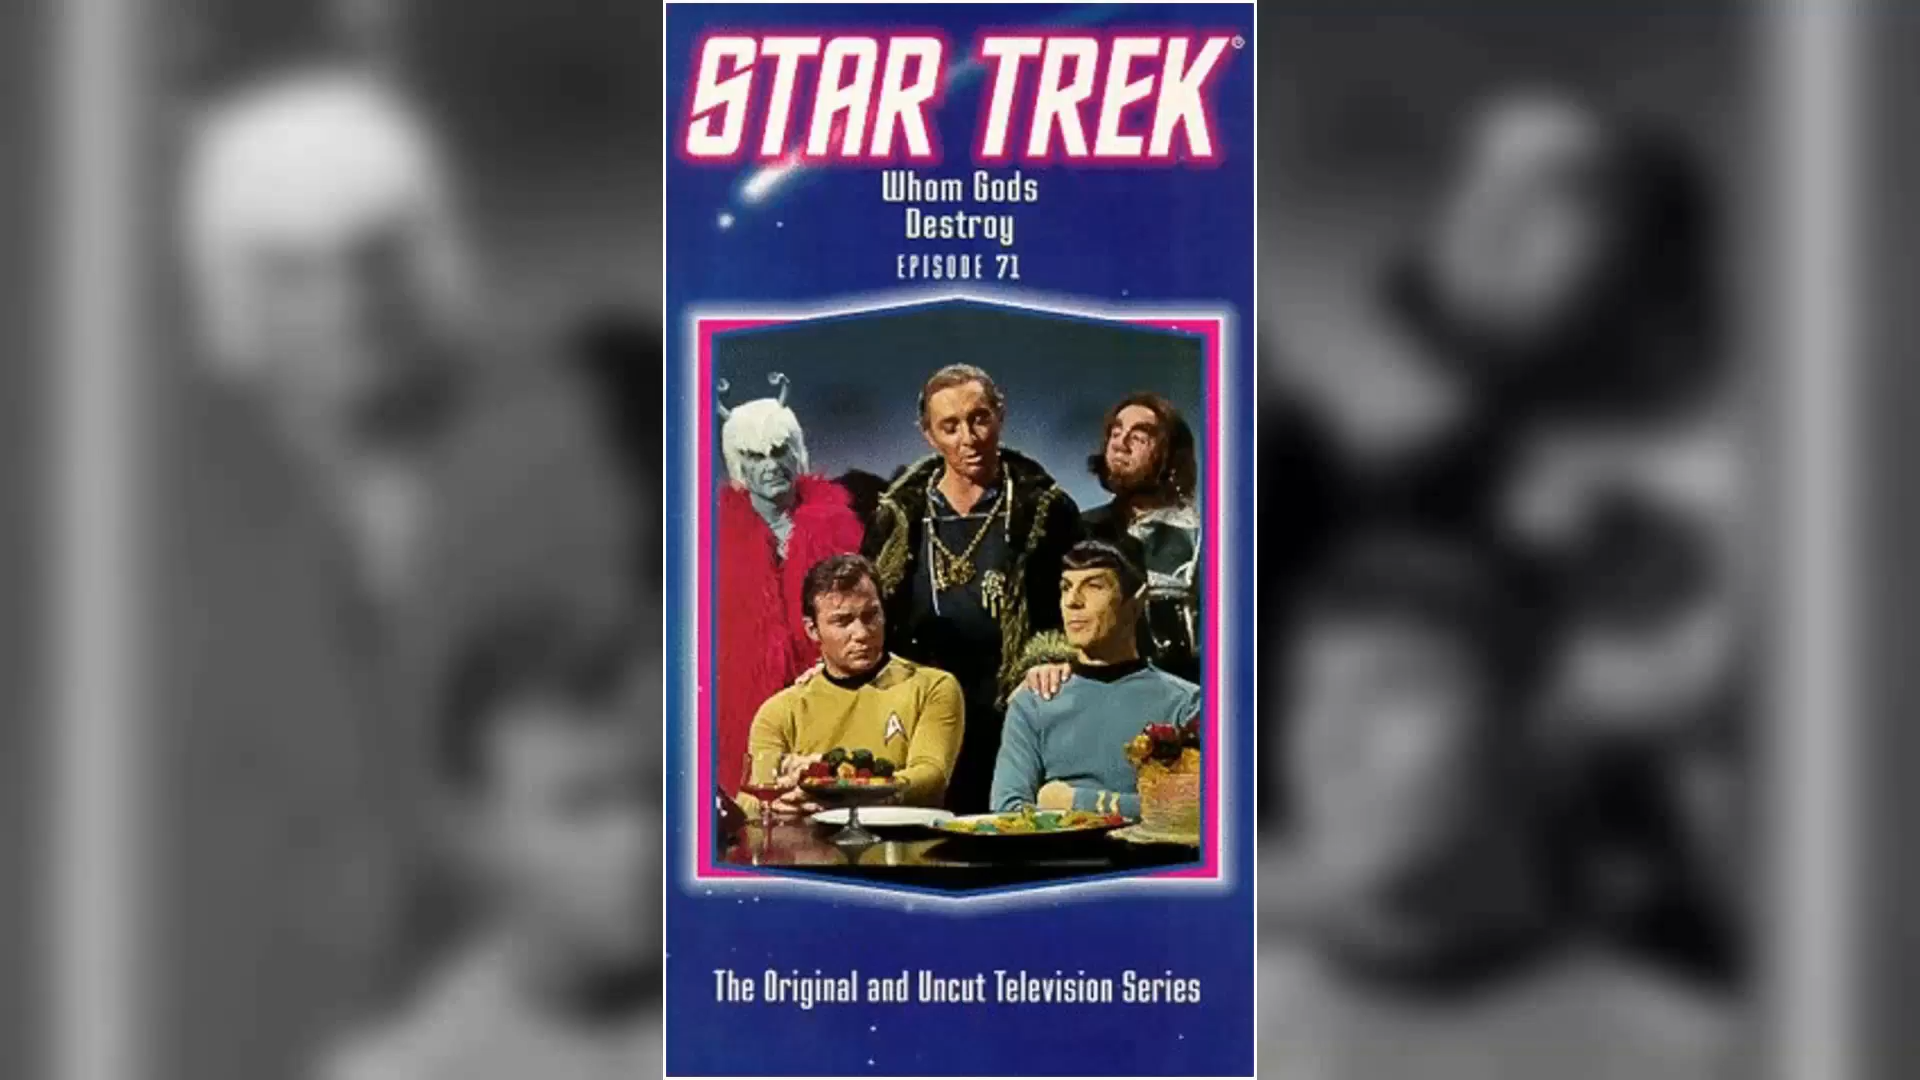 STAR TREK®
Whom Gods
Destroy
EPISODE 71
The Original and Uncut Television Series